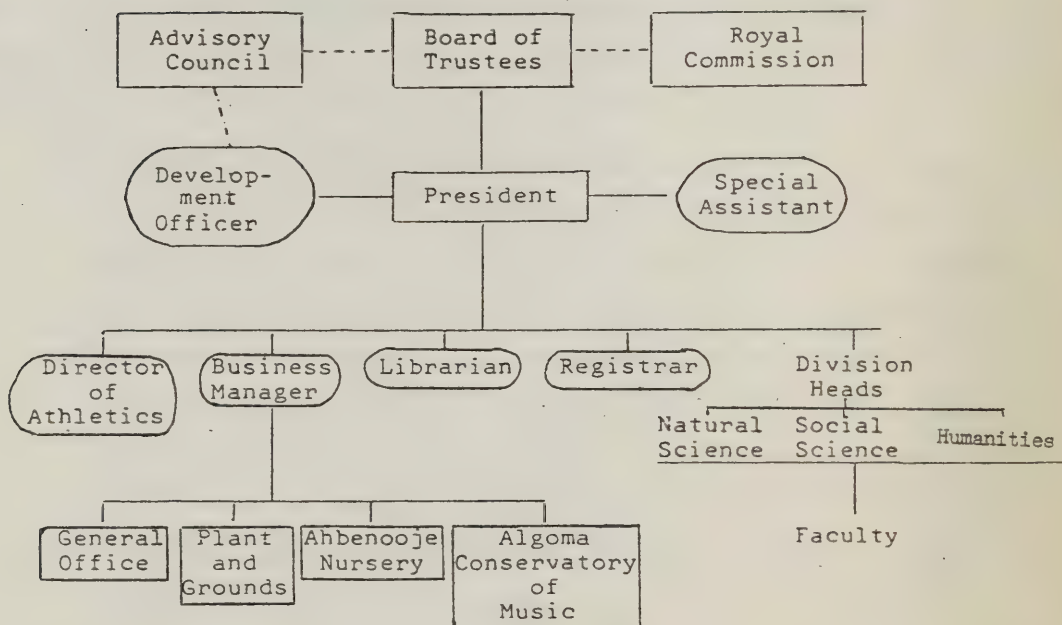 Advisory
Council
Board of
Trustees
Royal
Commission
Develop-
ment
Officer
President
Special
Assistant
Director
of
Athletics
Business
Manager
Librarian
Registrar
Division
Heads
Natural
Science
Social
Science
Humanities
Faculty
General
Office
Plant
and
Grounds
Ahbenooje
Nursery
Algoma
Conservatory
of
Music